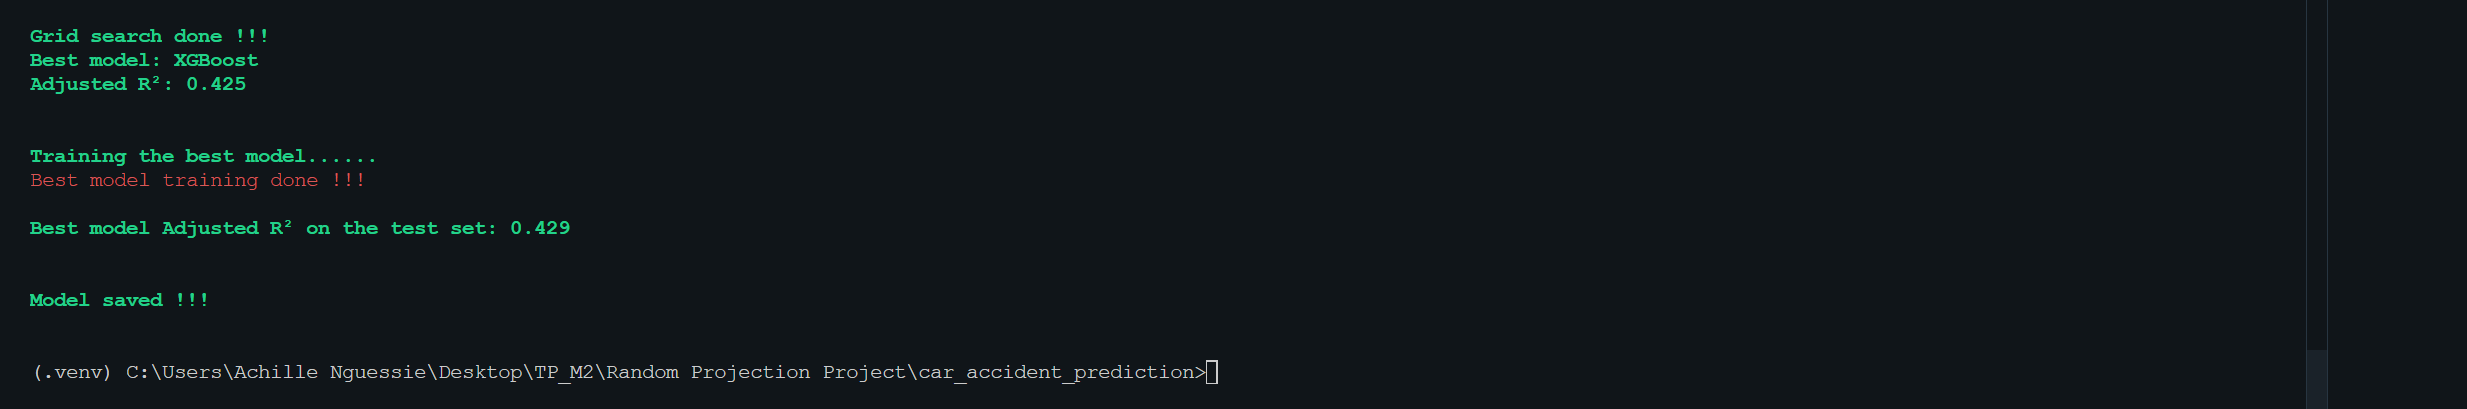 Grid search done !!!
Best model: XGBoost
Adjusted R²: 0.425
Training the best model......
Best model training done !!!
Best model Adjusted R² on the test set: 0.429
Model saved !!!
(.venv) C:\Users\Achille Nguessie\Desktop\TP_M2\Random Projection Project\car_accident_prediction>